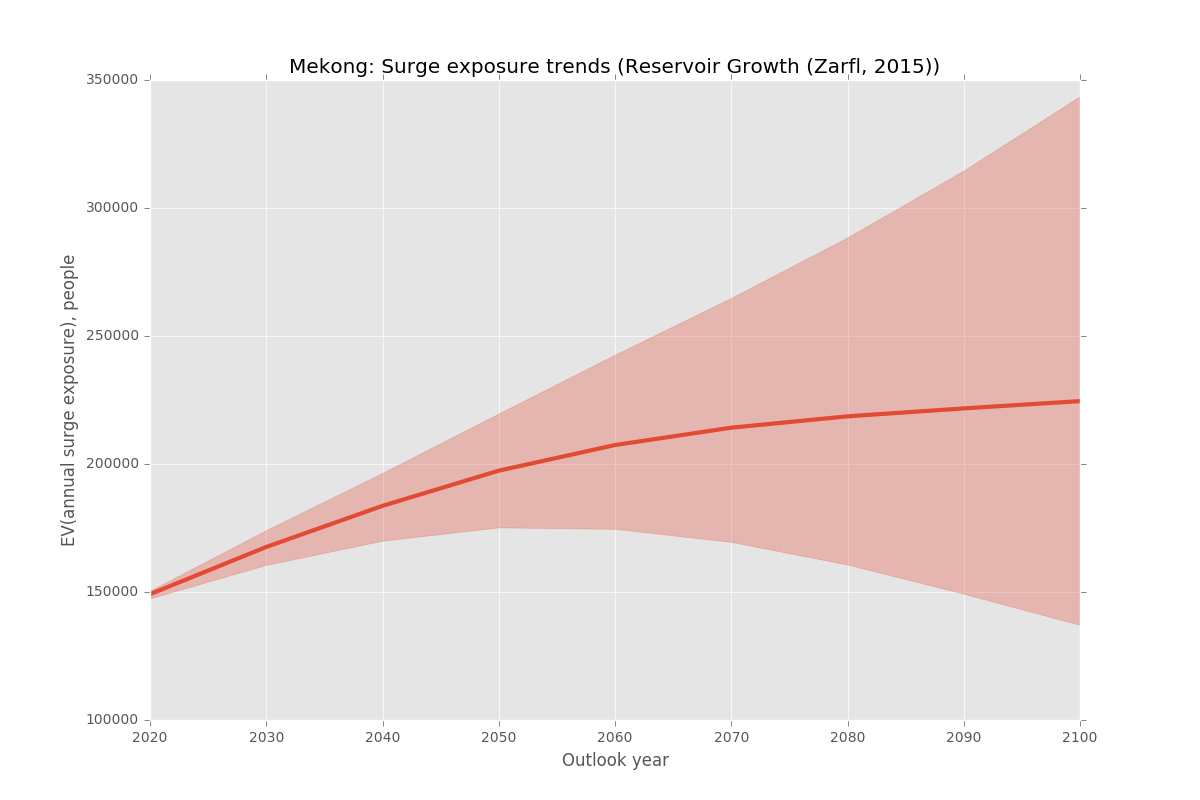 Mekong: Surge exposure trends (Reservoir Growth (Zarfl, 2015))
350000
300000
250000
200000
150000
100000
EV(annual surge exposure), people
2020 2030 2040 2050 2060 2070 2080 2090 2100
Outlook year